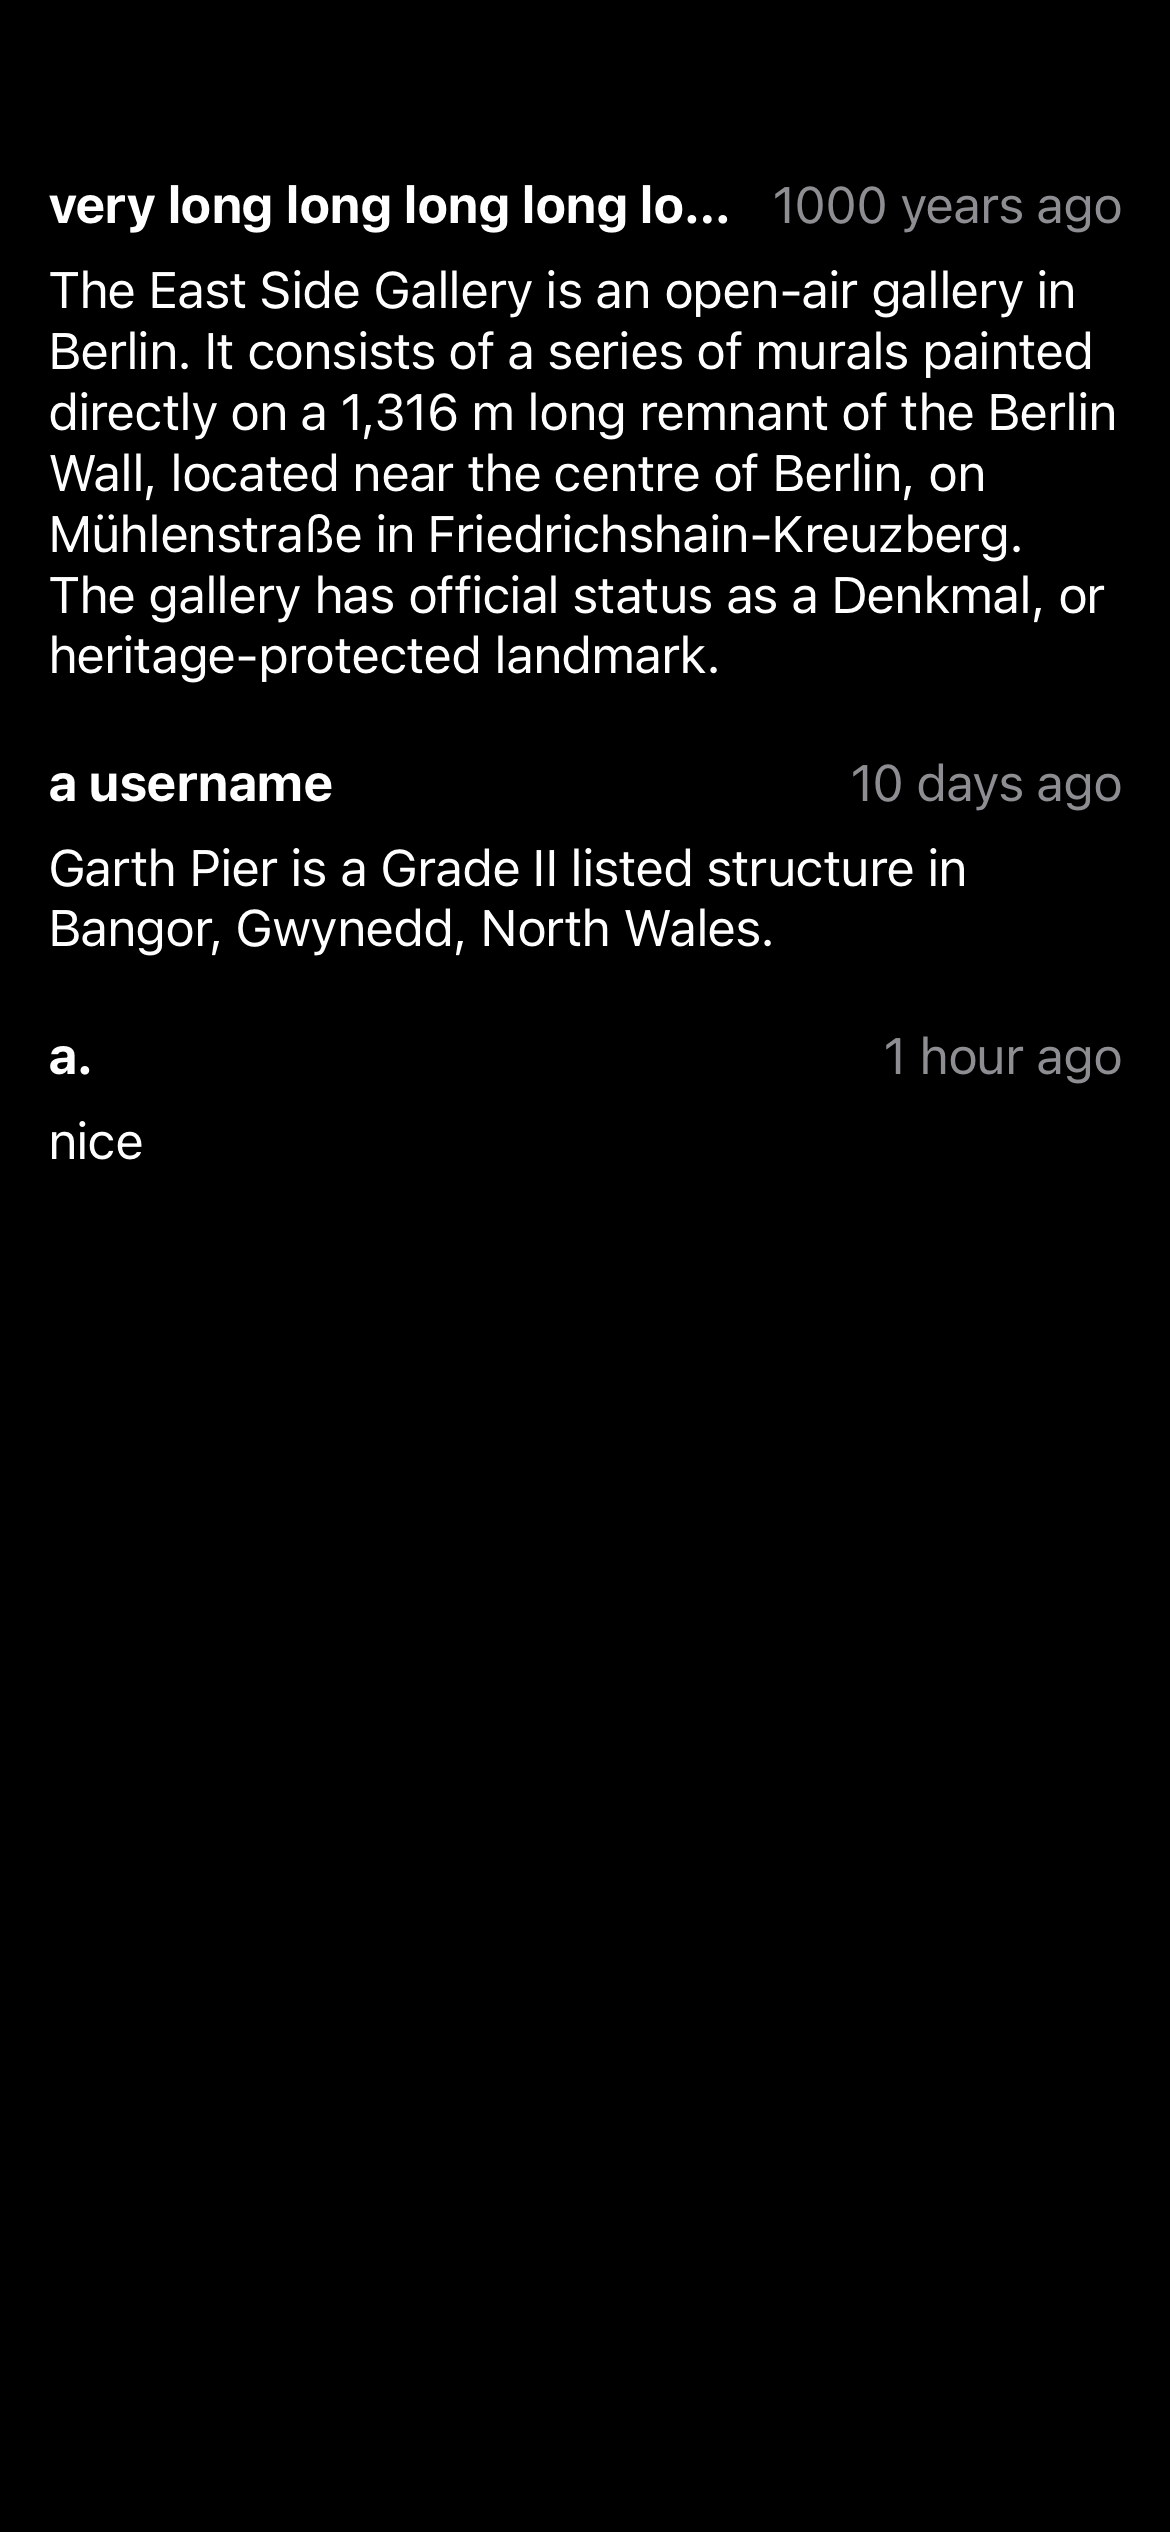 very long long long long lo... 1000 years ago
The East Side Gallery is an open-air gallery in
Berlin. It consists of a series of murals painted
directly on a 1,316 m long remnant of the Berlin
Wall, located near the centre of Berlin, on
Mühlenstraße in Friedrichshain-Kreuzberg.
The gallery has official status as a Denkmal, or
heritage-protected landmark.
a username 10 days ago
Garth Pier is a Grade II listed structure in
Bangor, Gwynedd, North Wales.
a. 1 hour ago
nice